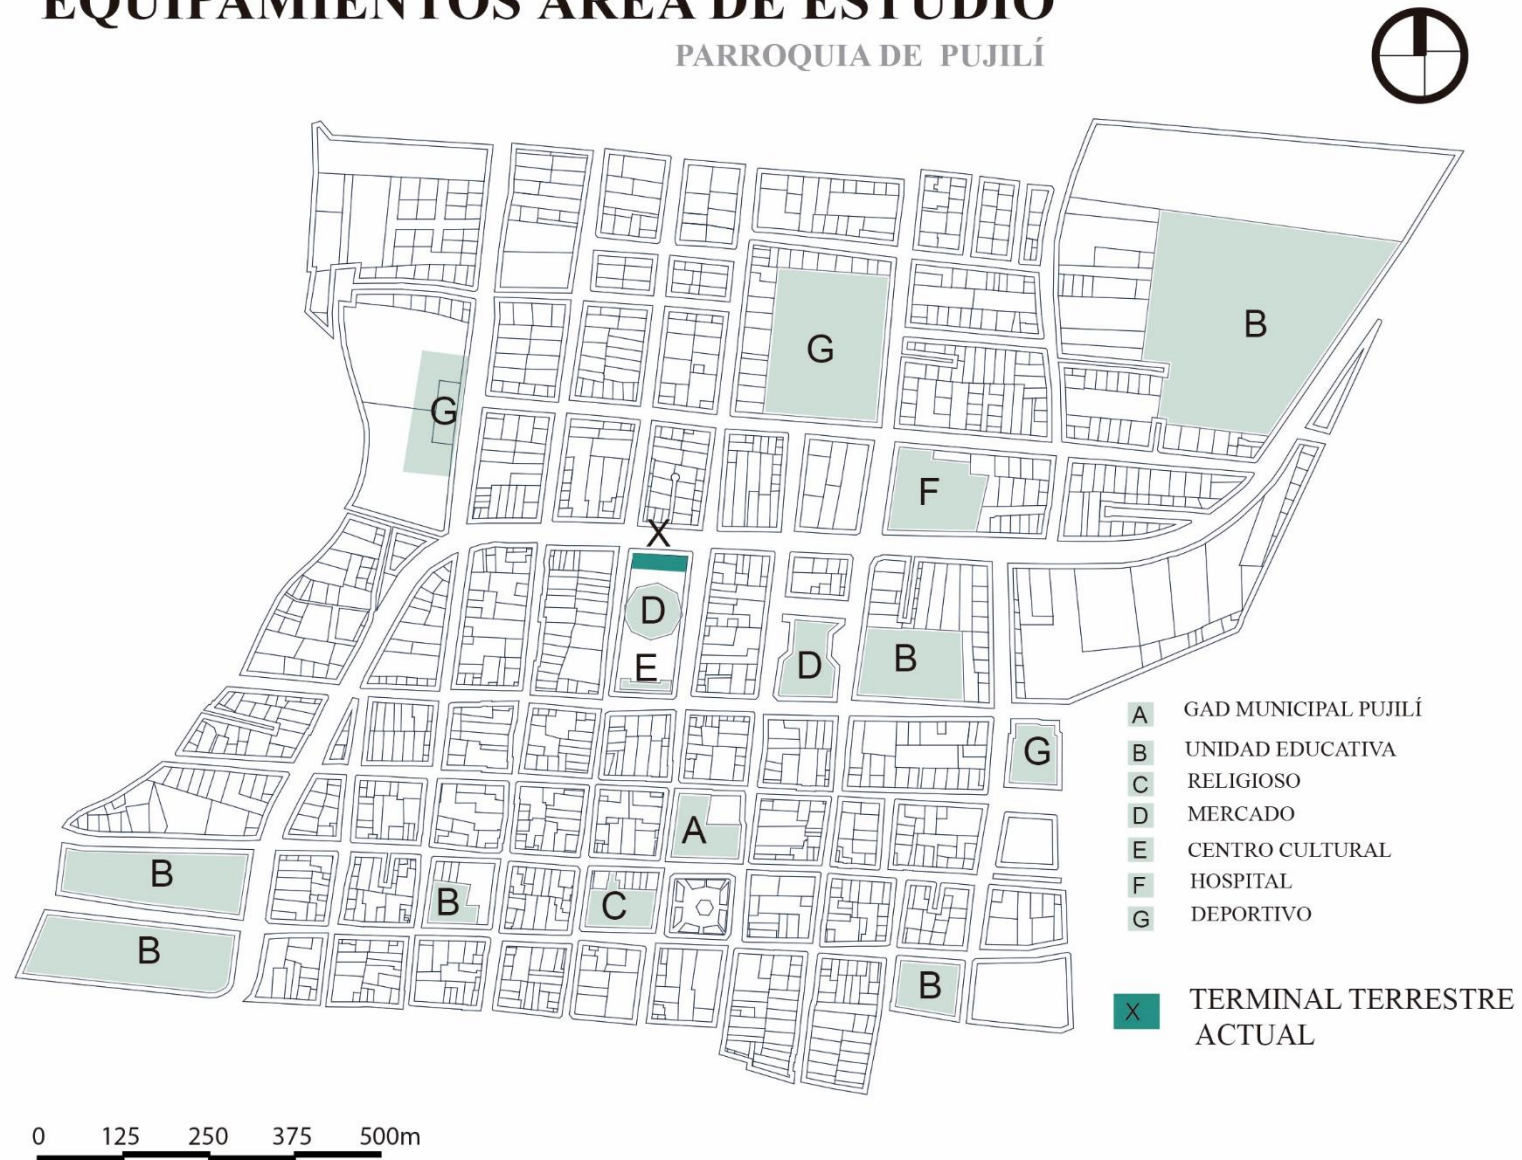 EQUIPAMIENTOS ÁREA DE ESTUDIO
PARROQUIA DE PUJILÍ
B
G
G
F
X
D
E
D
B
G
A
B
B
C
B
B
A GAD MUNICIPAL PUJILÍ
B UNIDAD EDUCATIVA
C RELIGIOSO
D MERCADO
E CENTRO CULTURAL
F HOSPITAL
G DEPORTIVO
X TERMINAL TERRESTRE
ACTUAL
0 125 250 375 500m